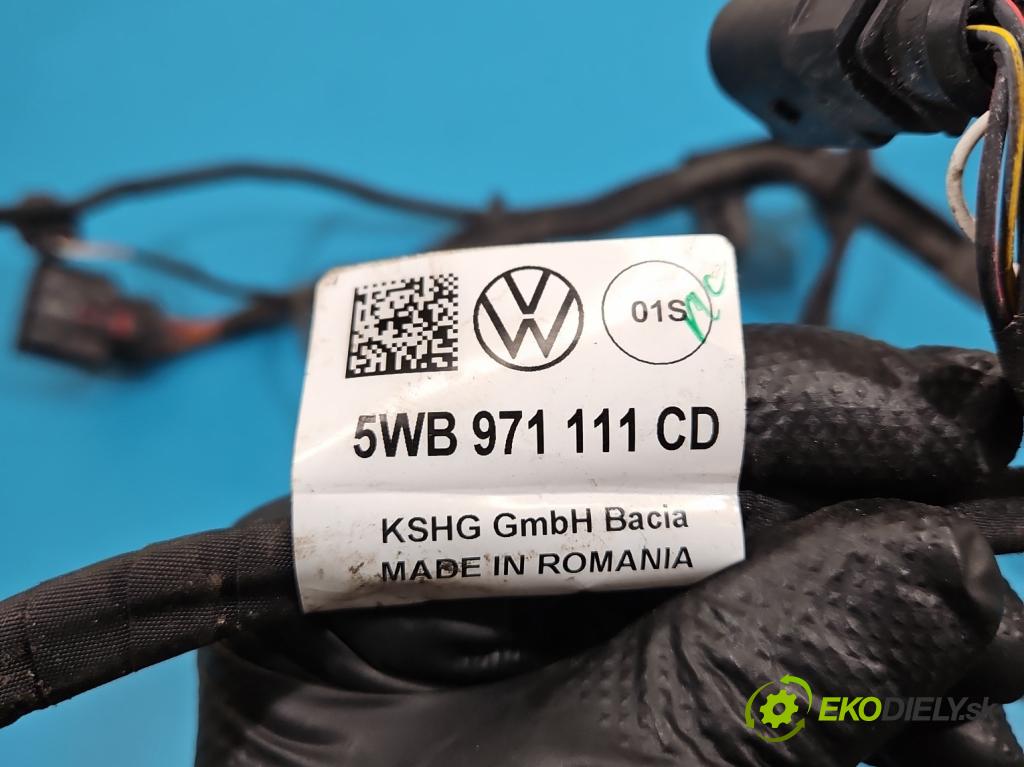 01S
5WB 971 111 CD
KSHG GmbH Bacia
MADE IN ROMANIA
EKODIELY.sk